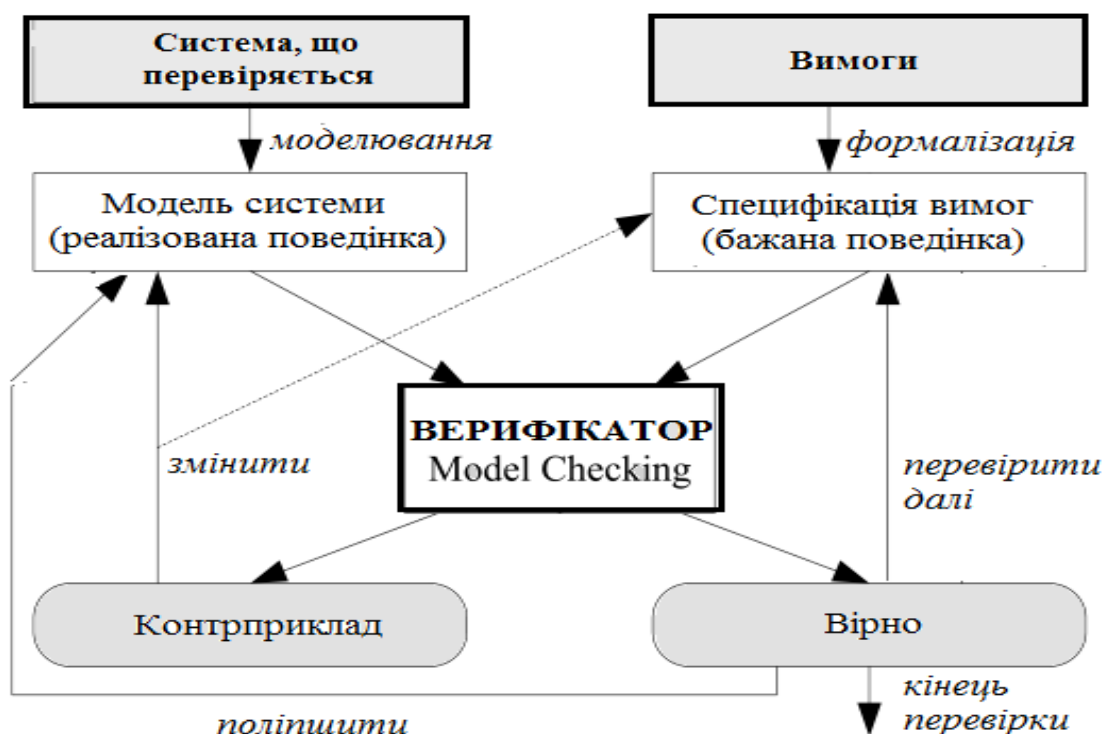 Система, що
перевіряється
Вимоги
моделювання
формалізація
Модель системи
(реалізована поведінка)
Специфікація вимог
(бажана поведінка)
ВЕРИФІКАТОР
Model Checking
змінити
перевірити
далі
Контрприклад
Вірно
поліпшити
кінець
перевірки